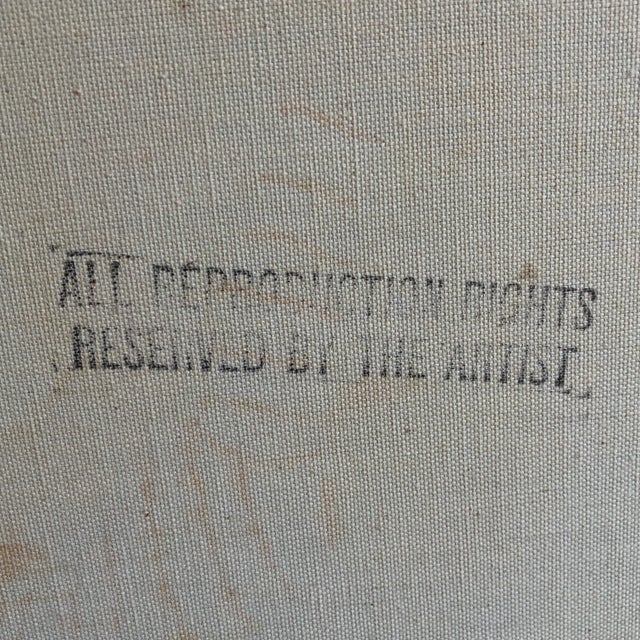 ALL REPRODUCTION RIGHTS
RESERVED BY THE ARTIST